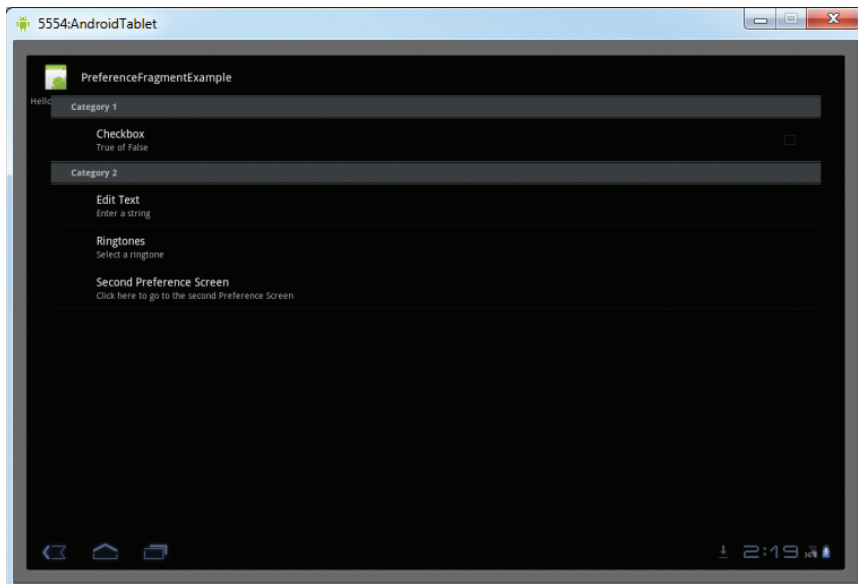 5554:AndroidTablet
PreferenceFragmentExample
Hello
Category 1
Checkbox
True of False
Category 2
Edit Text
Enter a string
Ringtones
Select a ringtone
Second Preference Screen
Click here to go to the second Preference Screen
2:19